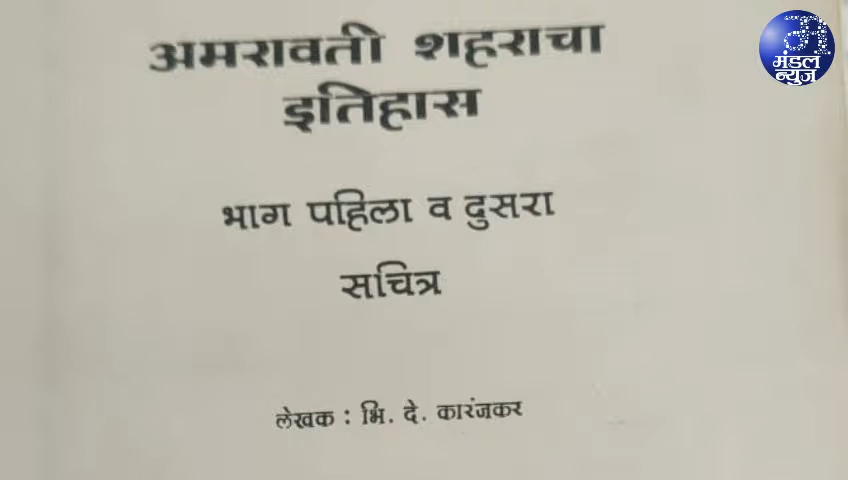 अमरावती शहराचा
इतिहास
भाग पहिला व दुसरा
सचित्र
लेखक : भि. दे. कारंजकर
मंडल
न्युज